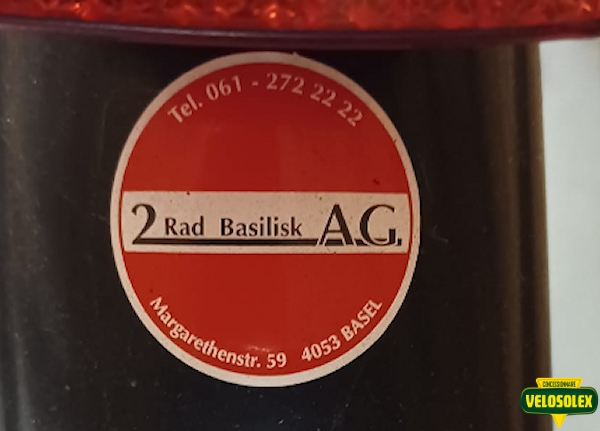 Tel. 061 - 272 22 22
2 Rad Basilisk A.G.
Margarethenstr. 59 4053 BASEL
CONCESSIONNAIRE
VELOSOLEX